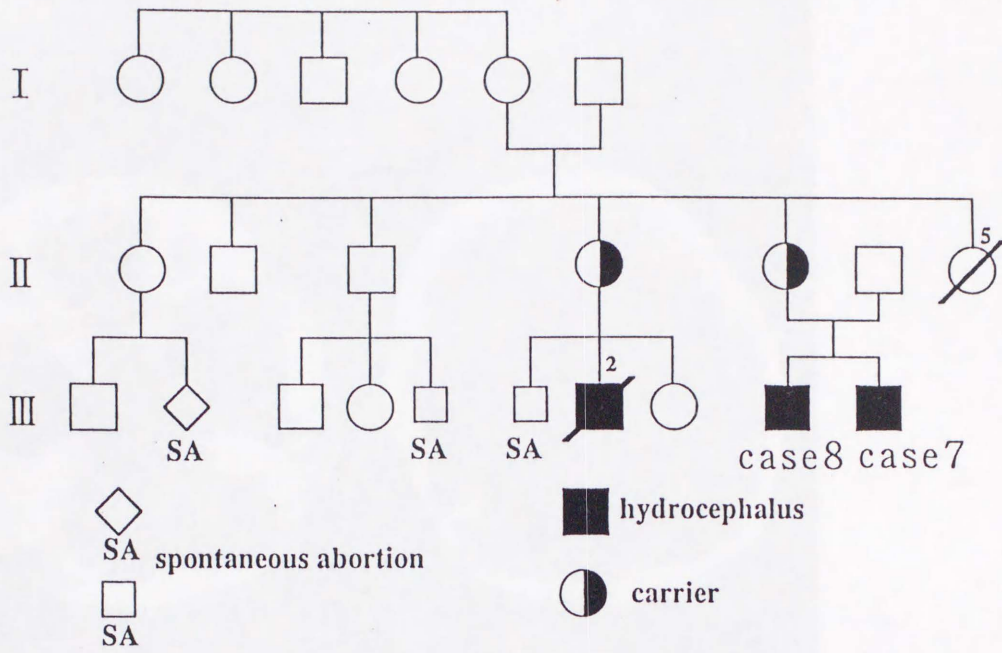 I
II
5
III
2
SA
SA
SA
case8 case7
SA
spontaneous abortion
SA
hydrocephalus
carrier